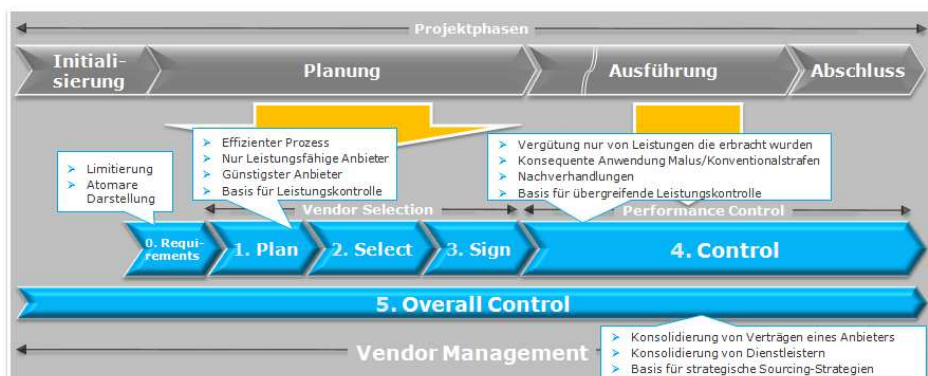 Projektphasen
Initiali-
sierung
Planung
Ausführung
Abschluss
Effizienter Prozess
Nur Leistungsfähige Anbieter
Günstigster Anbieter
Basis für Leistungskontrolle
Vergütung nur von Leistungen die erbracht wurden
Konsequente Anwendung Malus/Konventionalstrafen
Nachverhandlungen
Basis für übergreifende Leistungskontrolle
Limitierung
Atomare
Darstellung
Vendor Selection
Performance Control
0. Requi-
rements
1. Plan
2. Select
3. Sign
4. Control
5. Overall Control
Konsolidierung von Verträgen eines Anbieters
Konsolidierung von Dienstleistern
Basis für strategische Sourcing-Strategien
Vendor Management